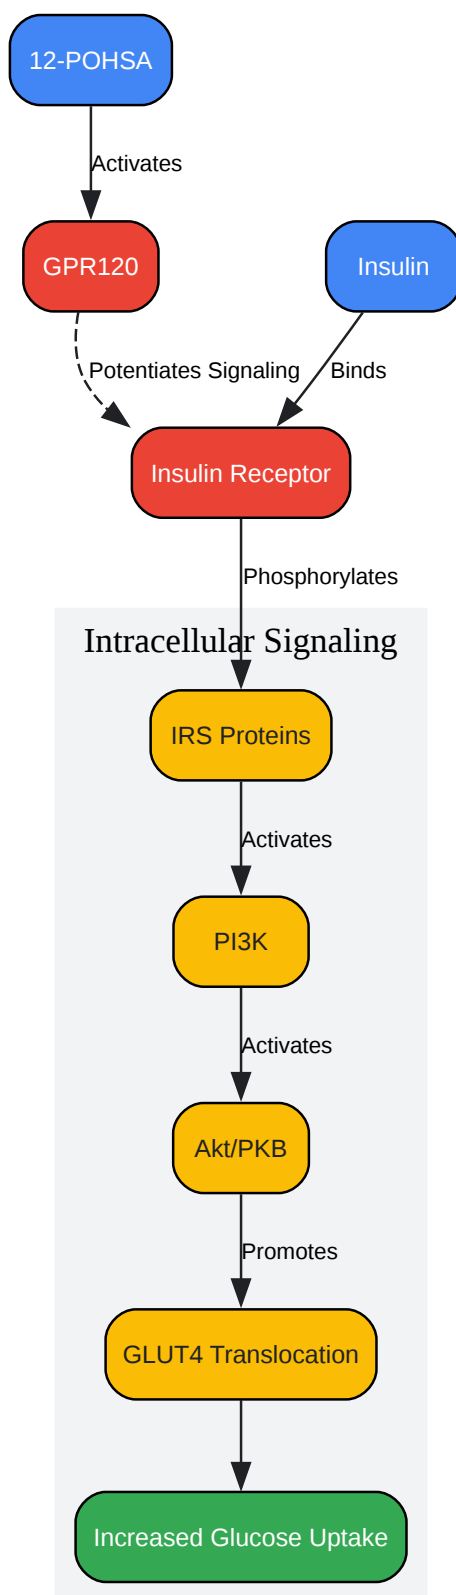 12-POHSA
Activates
GPR120
Insulin
Potentiates Signaling
Binds
Insulin Receptor
Phosphorylates
Intracellular Signaling
IRS Proteins
Activates
PI3K
Activates
Akt/PKB
Promotes
GLUT4 Translocation
Increased Glucose Uptake